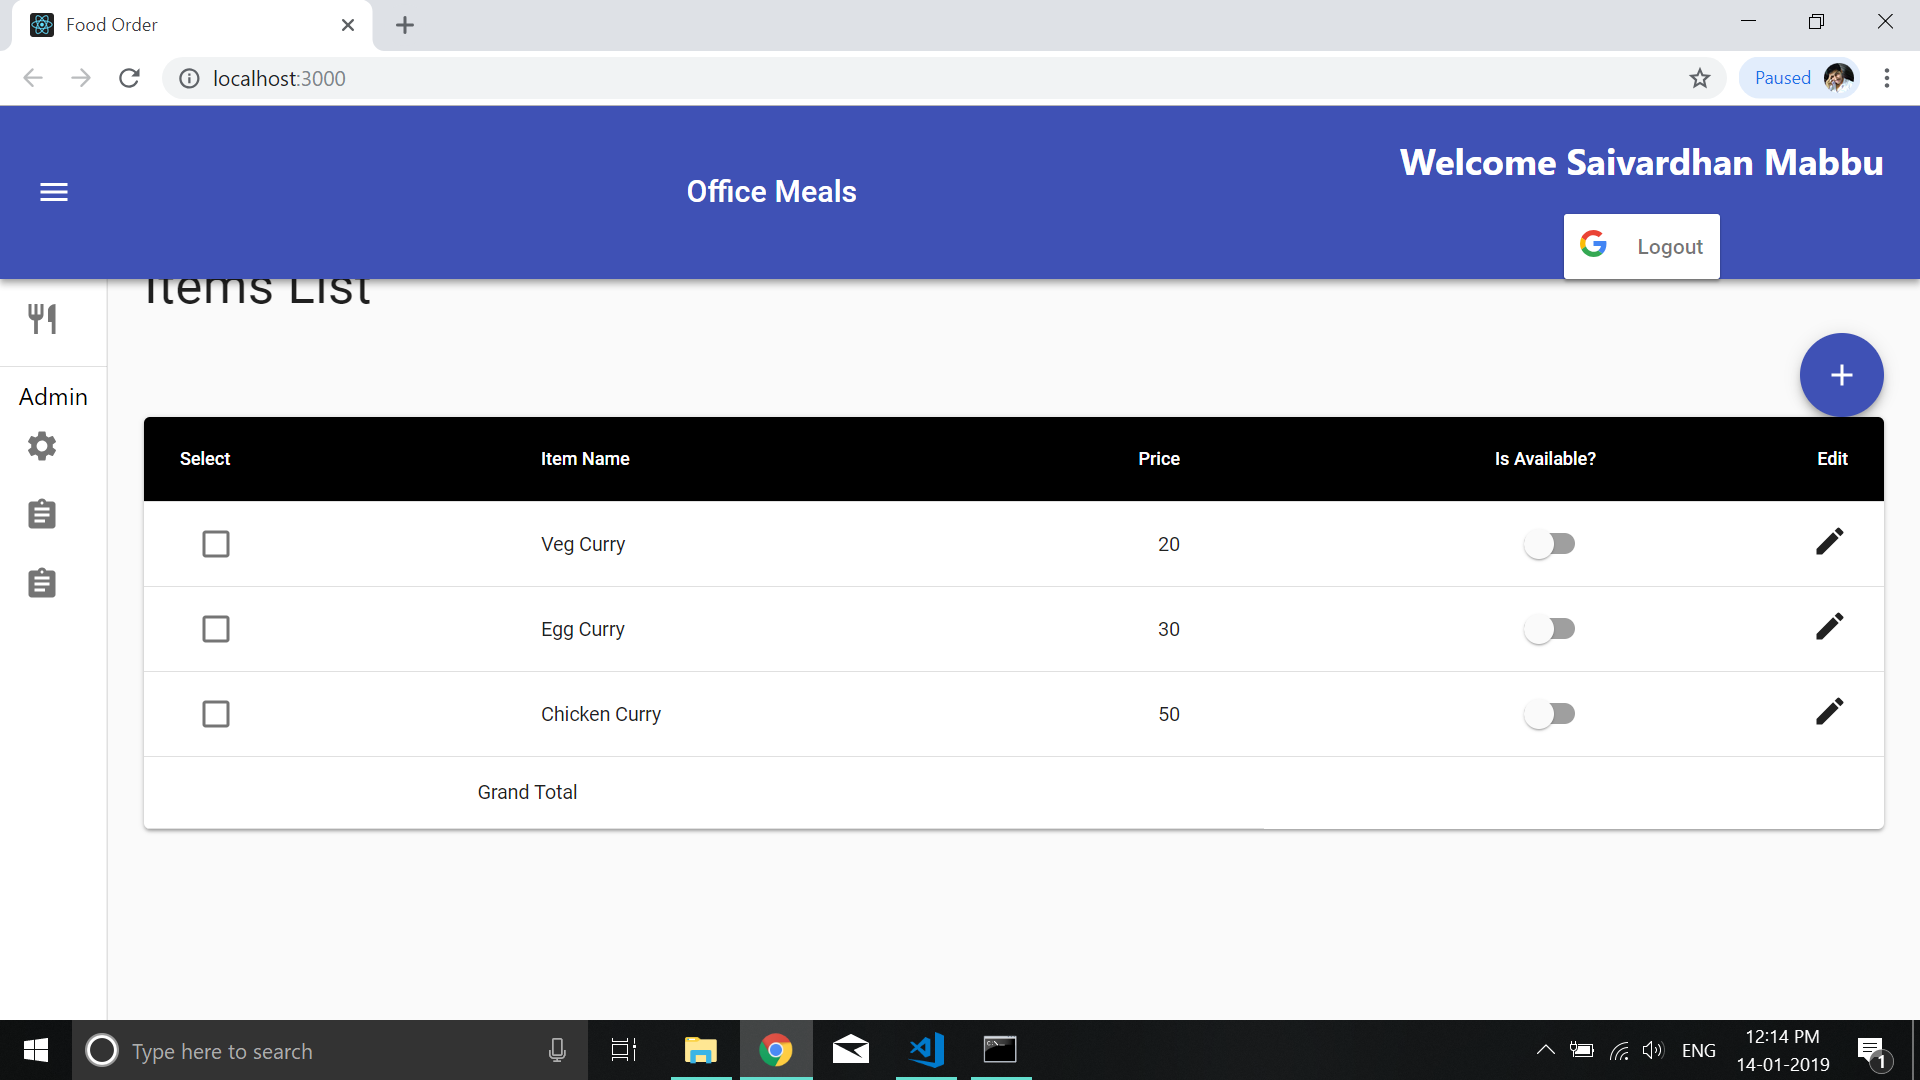 Food Order
localhost:3000
Paused
Welcome Saivardhan Mabbu
Office Meals
Logout
Items List
Admin
Select Item Name Price Is Available? Edit
Veg Curry 20
Egg Curry 30
Chicken Curry 50
Grand Total
Type here to search
ENG
12:14 PM
14-01-2019
1